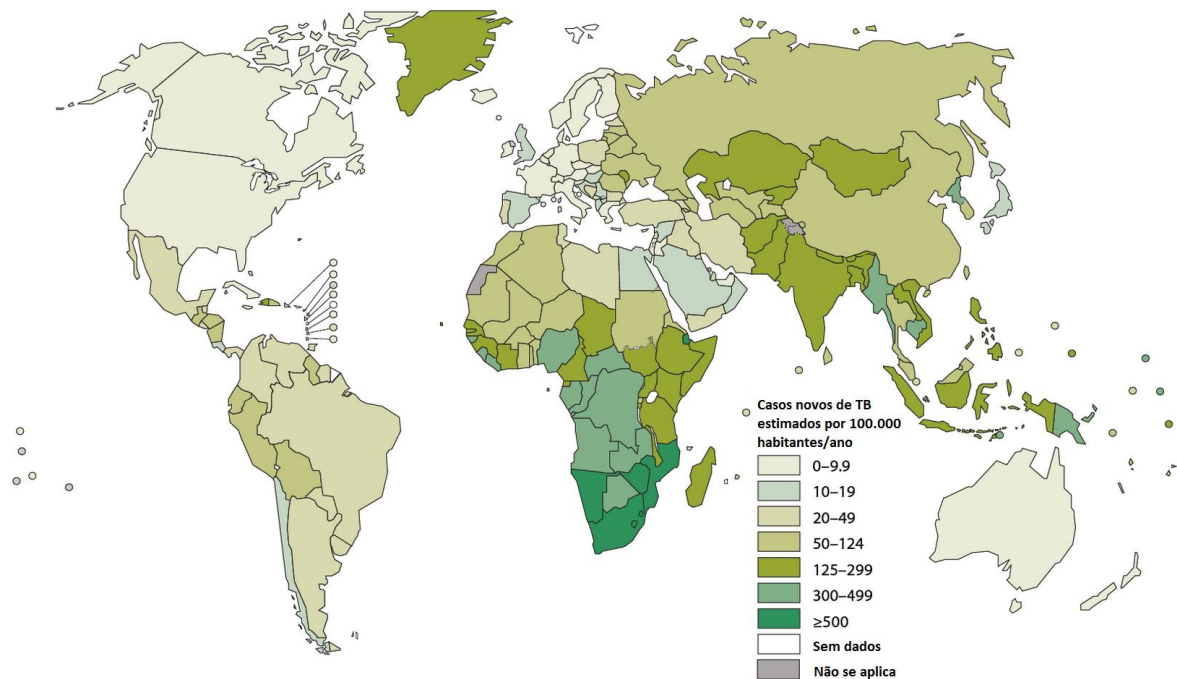 Casos novos de TB
estimados por 100.000
habitantes/ano
0–9.9
10–19
20–49
50–124
125–299
300–499
≥500
Sem dados
Não se aplica